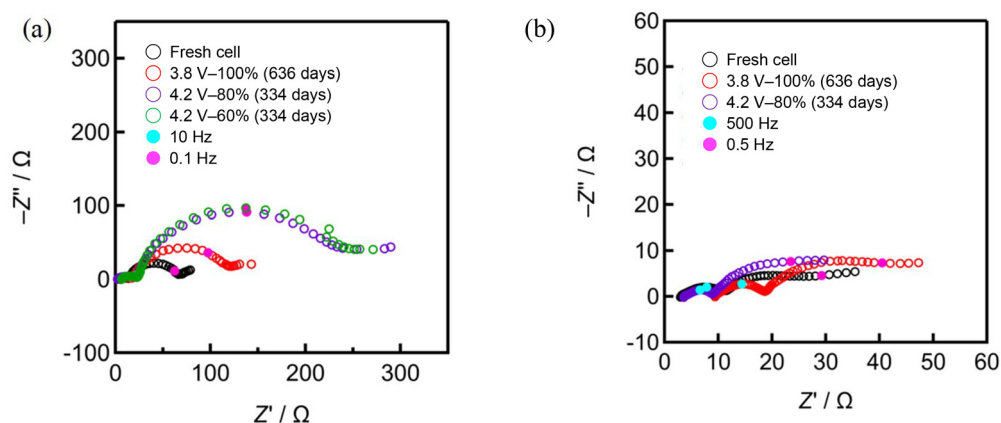 (a)
Fresh cell
3.8 V–100% (636 days)
4.2 V–80% (334 days)
4.2 V–60% (334 days)
10 Hz
0.1 Hz
300
200
100
0
-100
0
100
200
300
−Z'' / Ω
Z' / Ω
(b)
Fresh cell
3.8 V–100% (636 days)
4.2 V–80% (334 days)
500 Hz
0.5 Hz
60
50
40
30
20
10
0
-10
0
10
20
30
40
50
60
−Z'' / Ω
Z' / Ω